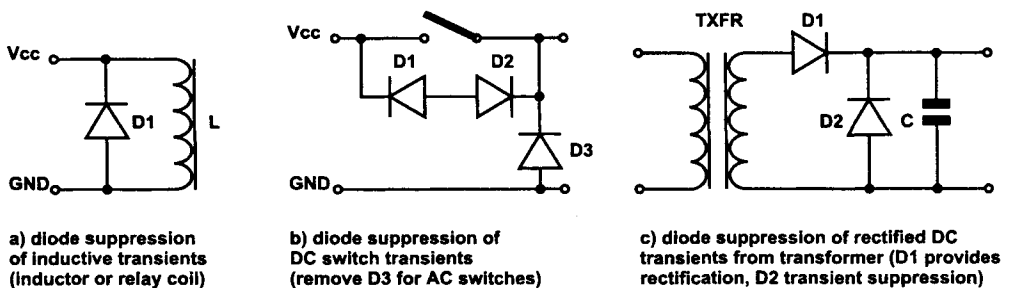 Vcc
D1
L
GND
a) diode suppression
of inductive transients
(inductor or relay coil)
Vcc
D1
D2
D3
GND
b) diode suppression of
DC switch transients
(remove D3 for AC switches)
TXFR
D1
D2
C
c) diode suppression of rectified DC
transients from transformer (D1 provides
rectification, D2 transient suppression)